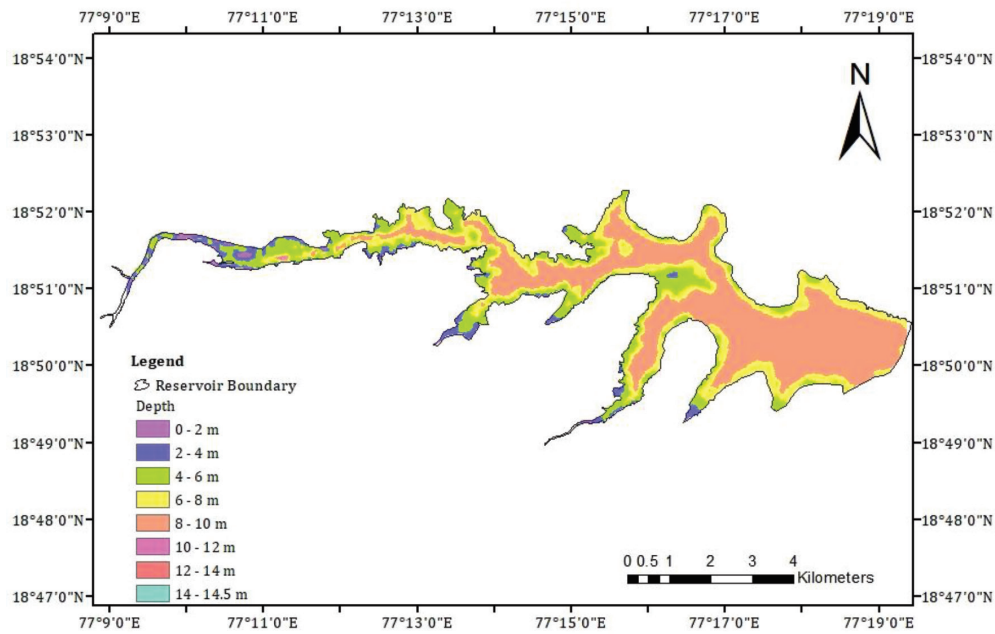 77°9'0"E 77°11'0"E 77°13'0"E 77°15'0"E 77°17'0"E 77°19'0"E
18°54'0"N 18°54'0"N
N
18°53'0"N 18°53'0"N
18°52'0"N 18°52'0"N
18°51'0"N 18°51'0"N
18°50'0"N 18°50'0"N
18°49'0"N 18°49'0"N
18°48'0"N 18°48'0"N
18°47'0"N 18°47'0"N
Legend
Reservoir Boundary
Depth
0 - 2 m
2 - 4 m
4 - 6 m
6 - 8 m
8 - 10 m
10 - 12 m
12 - 14 m
14 - 14.5 m
0 0.5 1 2 3 4
Kilometers
77°9'0"E 77°11'0"E 77°13'0"E 77°15'0"E 77°17'0"E 77°19'0"E